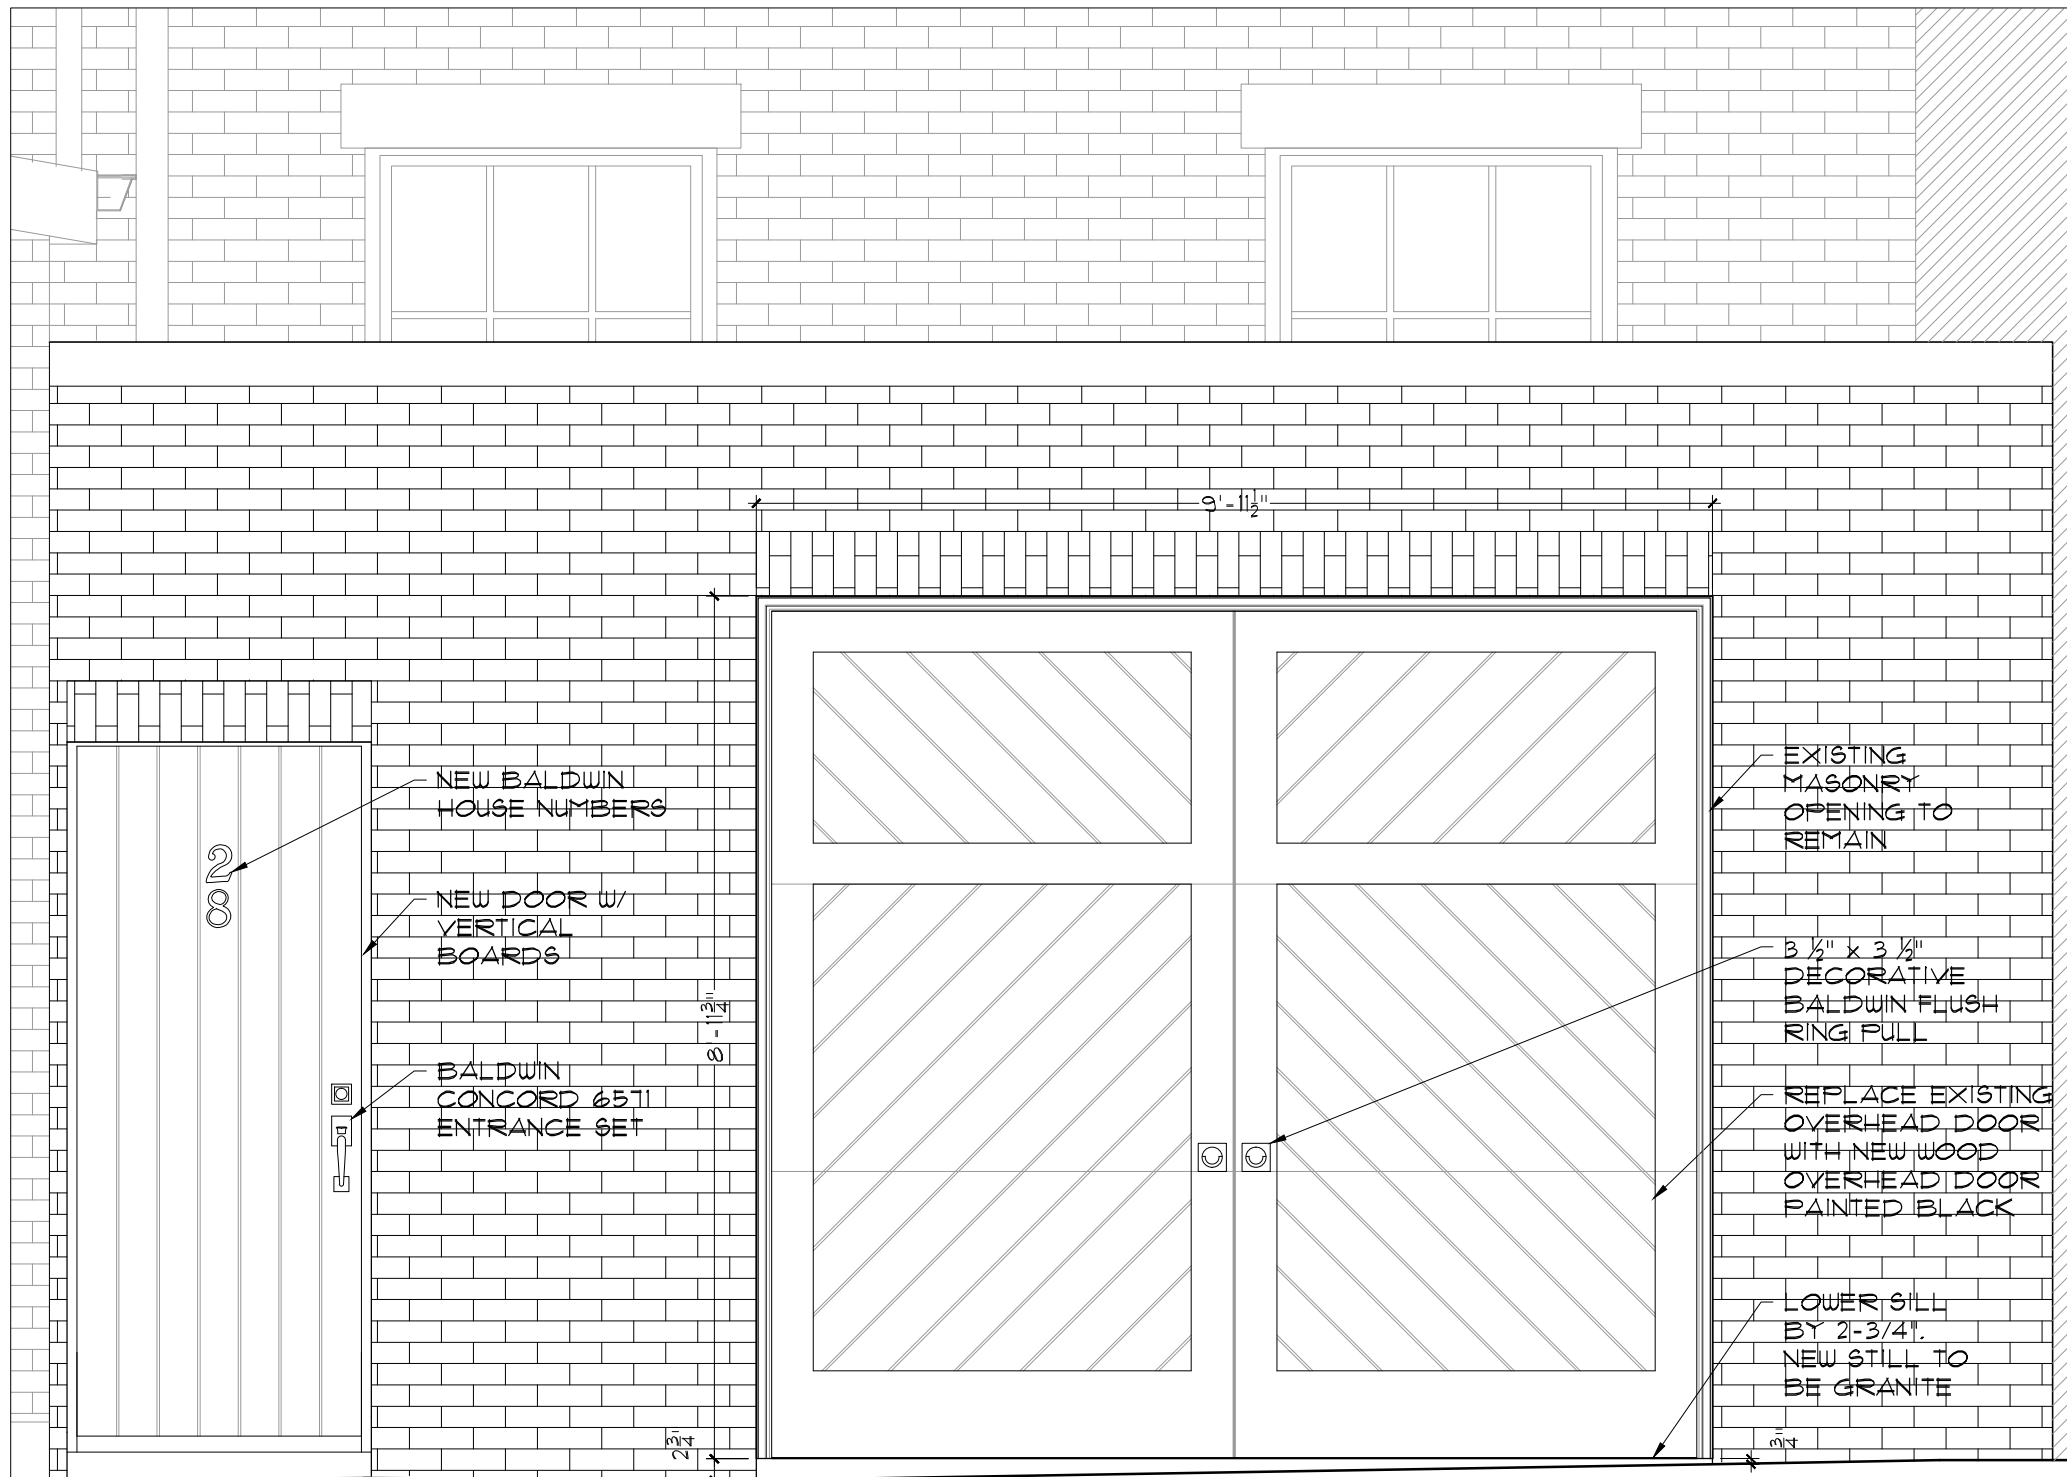 9'-11½"
NEW BALDWIN
HOUSE NUMBERS
2
8
NEW DOOR W/
VERTICAL
BOARDS
BALDWIN
CONCORD 6571
ENTRANCE SET
8'-11¾"
2¾"
EXISTING
MASONRY
OPENING TO
REMAIN
3 ½" x 3 ½"
DECORATIVE
BALDWIN FLUSH
RING PULL
REPLACE EXISTING
OVERHEAD DOOR
WITH NEW WOOD
OVERHEAD DOOR
PAINTED BLACK
LOWER SILL
BY 2-3/4".
NEW STILL TO
BE GRANITE
¾"